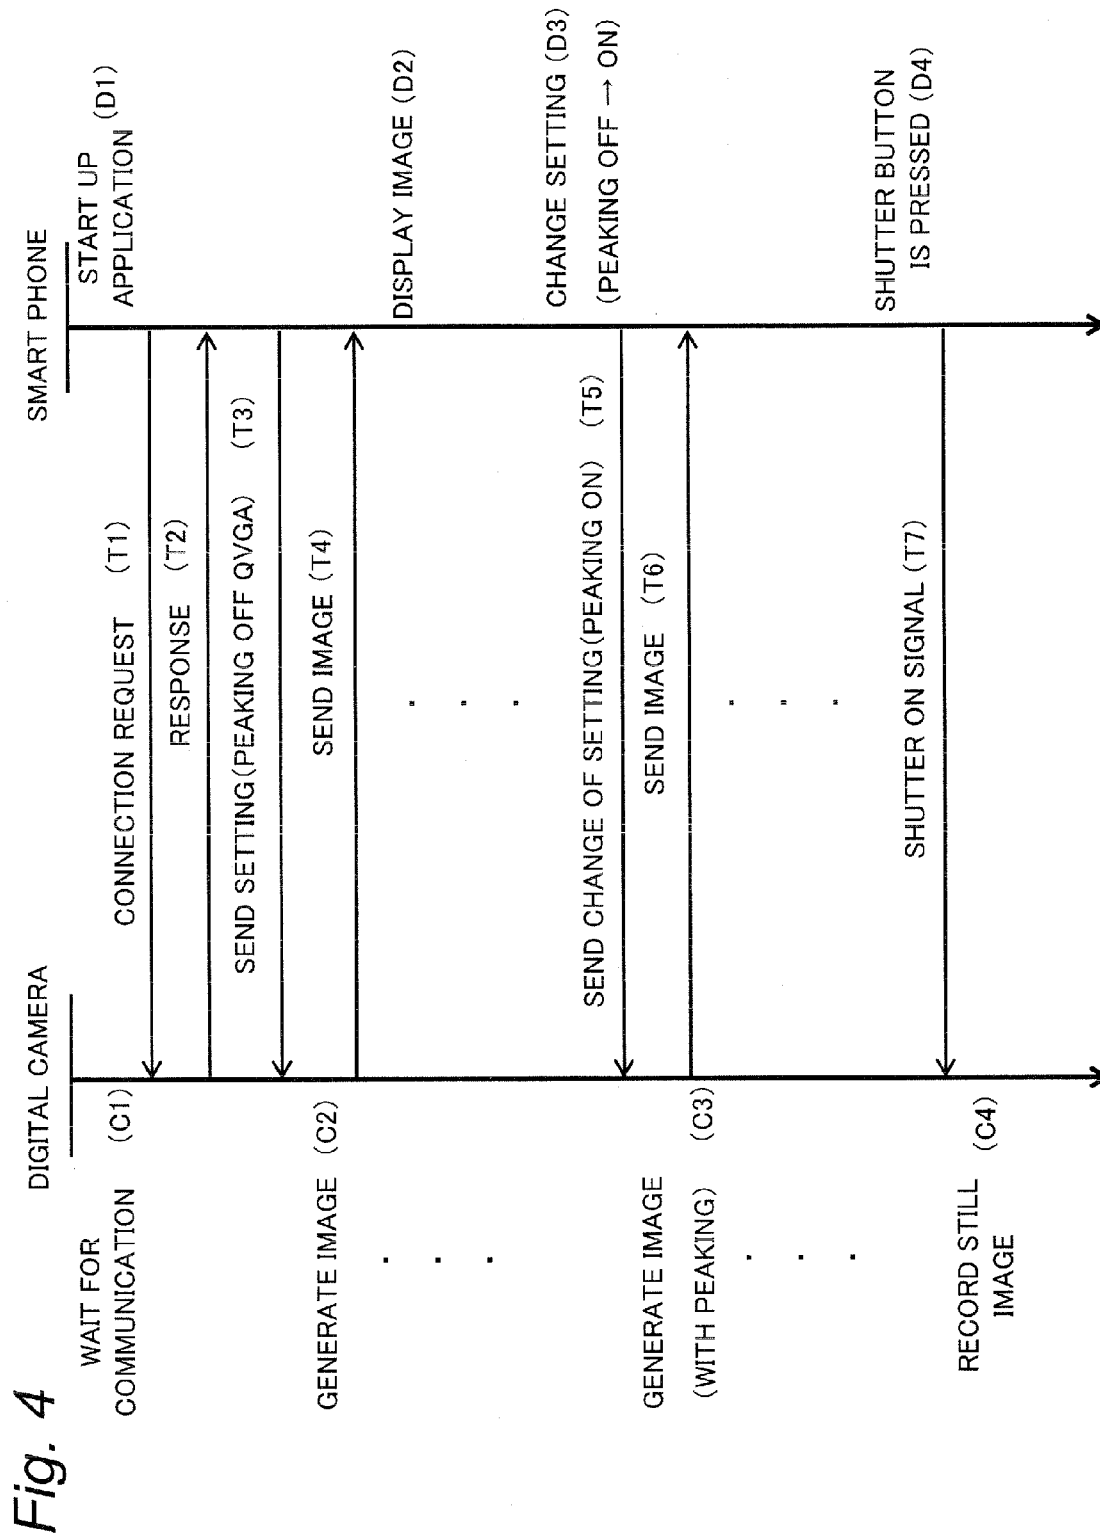 Fig. 4
DIGITAL CAMERA
SMART PHONE
WAIT FOR
COMMUNICATION (C1)
START UP
APPLICATION (D1)
CONNECTION REQUEST (T1)
RESPONSE (T2)
SEND SETTING(PEAKING OFF QVGA) (T3)
GENERATE IMAGE (C2)
SEND IMAGE (T4)
DISPLAY IMAGE (D2)
CHANGE SETTING (D3)
(PEAKING OFF → ON)
SEND CHANGE OF SETTING(PEAKING ON) (T5)
GENERATE IMAGE
(WITH PEAKING) (C3)
SEND IMAGE (T6)
SHUTTER BUTTON
IS PRESSED (D4)
SHUTTER ON SIGNAL (T7)
RECORD STILL
IMAGE (C4)